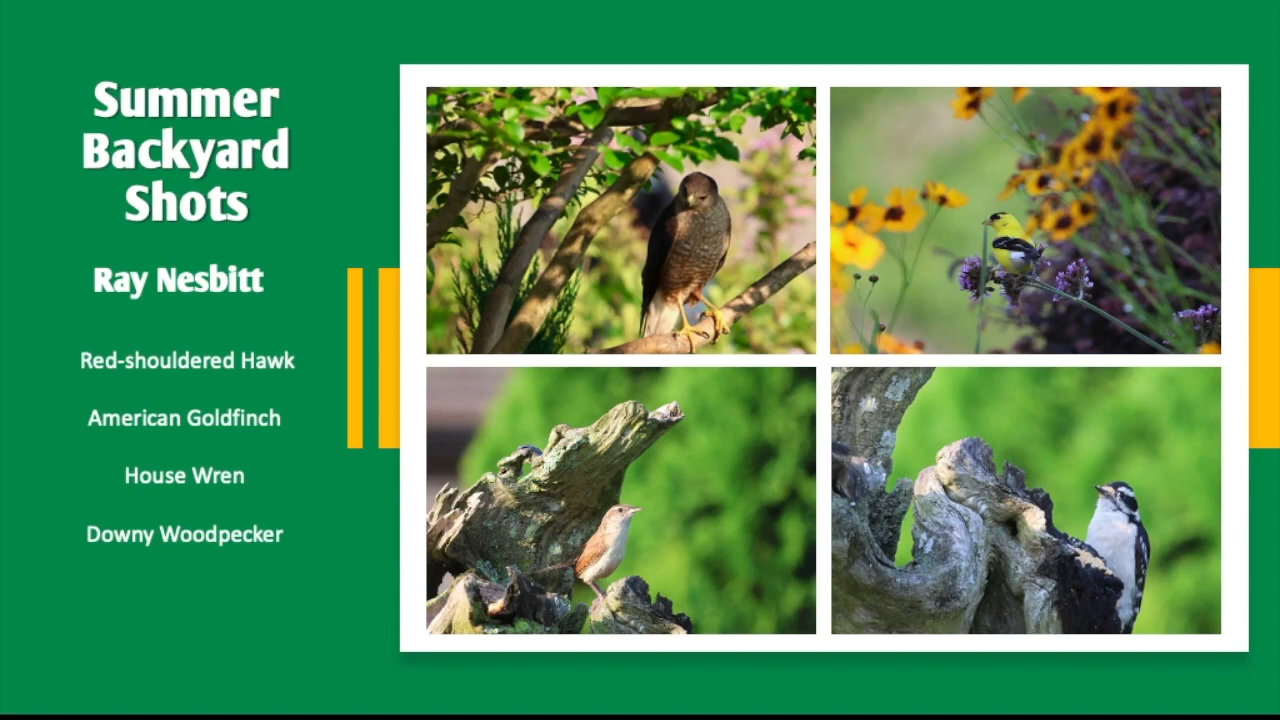 Summer
Backyard
Shots
Ray Nesbitt
Red-shouldered Hawk
American Goldfinch
House Wren
Downy Woodpecker